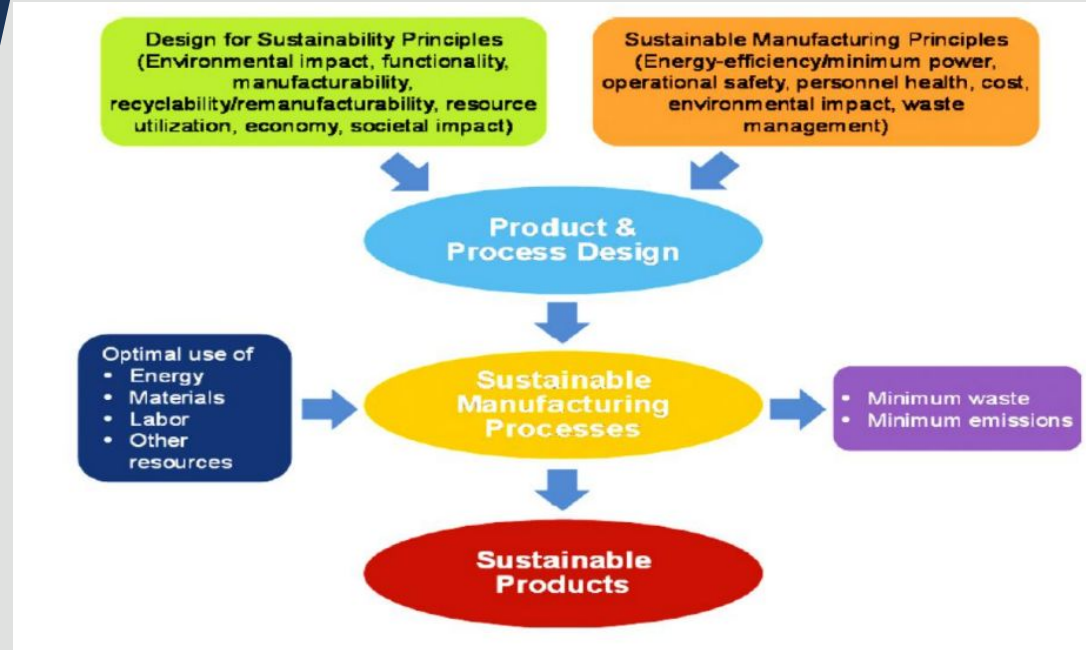 Design for Sustainability Principles
(Environmental impact, functionality,
manufacturability,
recyclability/remanufacturability, resource
utilization, economy, societal impact)
Sustainable Manufacturing Principles
(Energy-efficiency/minimum power,
operational safety, personnel health, cost,
environmental impact, waste
management)
Product &
Process Design
Optimal use of
• Energy
• Materials
• Labor
• Other
resources
Sustainable
Manufacturing
Processes
• Minimum waste
• Minimum emissions
Sustainable
Products